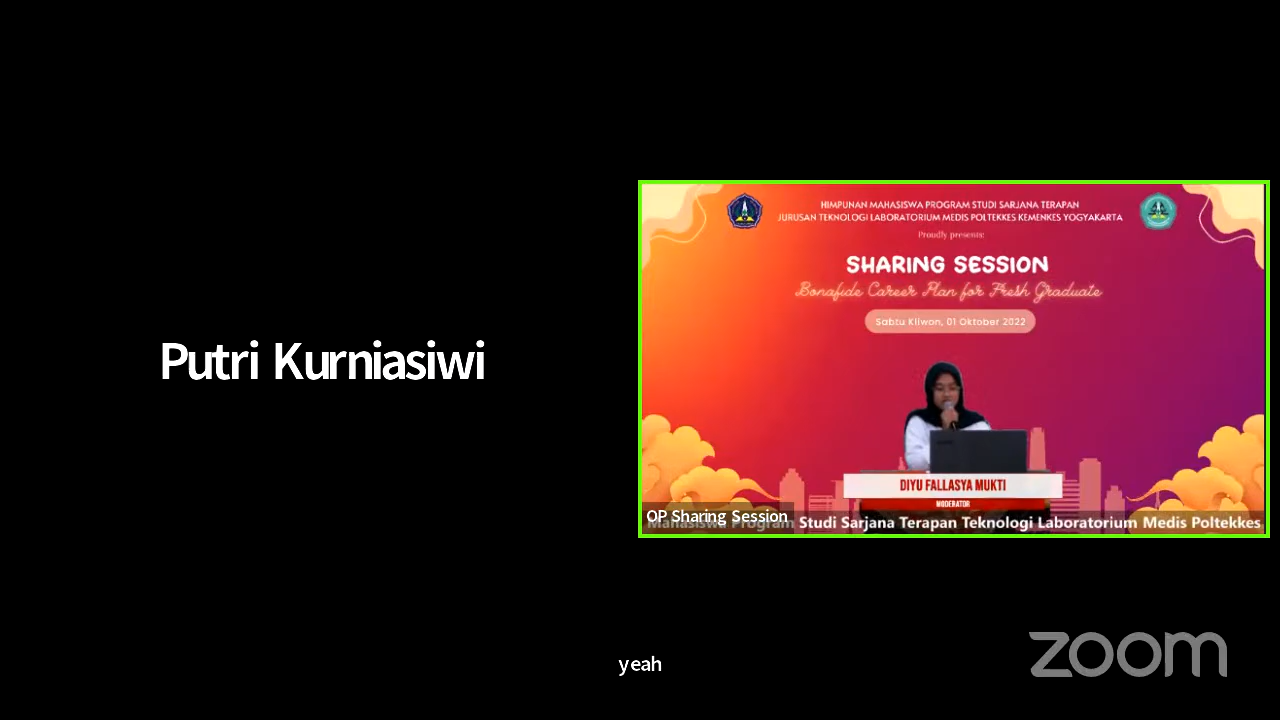 Putri Kurniasiwi
HIMPUNAN MAHASISWA PROGRAM STUDI SARJANA TERAPAN
JURUSAN TEKNOLOGI LABORATORIUM MEDIS POLTEKKES KEMENKES YOGYAKARTA
Proudly presents:
SHARING SESSION
Bonafide Career Plan for Fresh Graduate
Sabtu Kliwon, 01 Oktober 2022
DIYU FALLASYA MUKTI
MODERATOR
OP Sharing Session
Mahasiswa Program Studi Sarjana Terapan Teknologi Laboratorium Medis Poltekkes
yeah
zoom